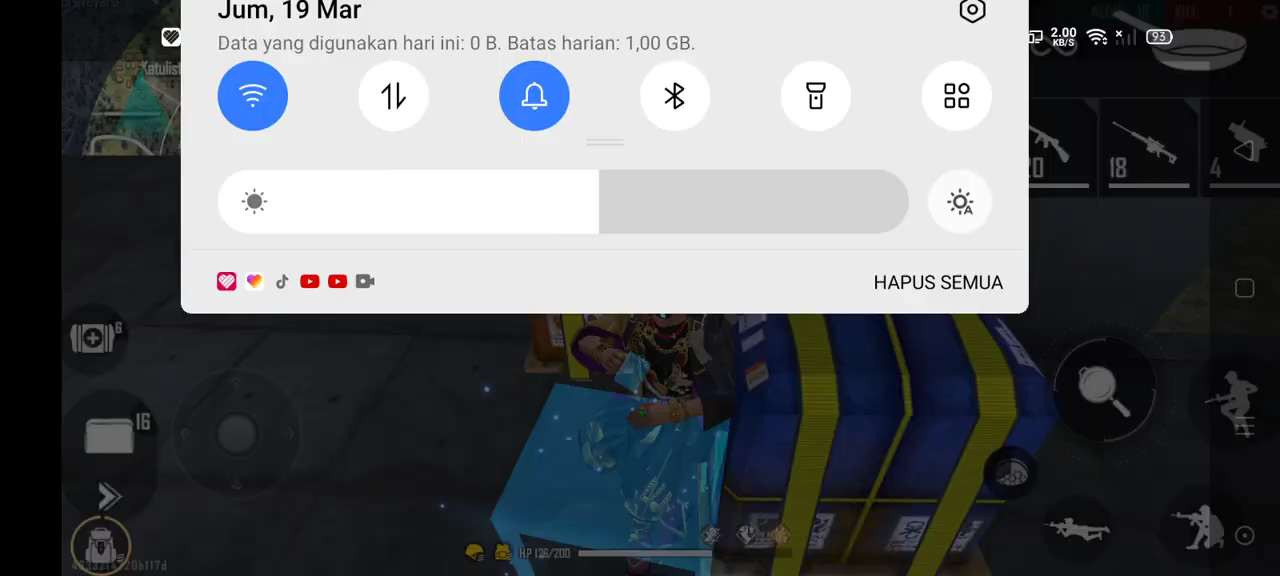 Jum, 19 Mar
Data yang digunakan hari ini: 0 B. Batas harian: 1,00 GB.
2.00
KB/S
93
Katulist
20
18
4
HAPUS SEMUA
6
16
HP 126/200